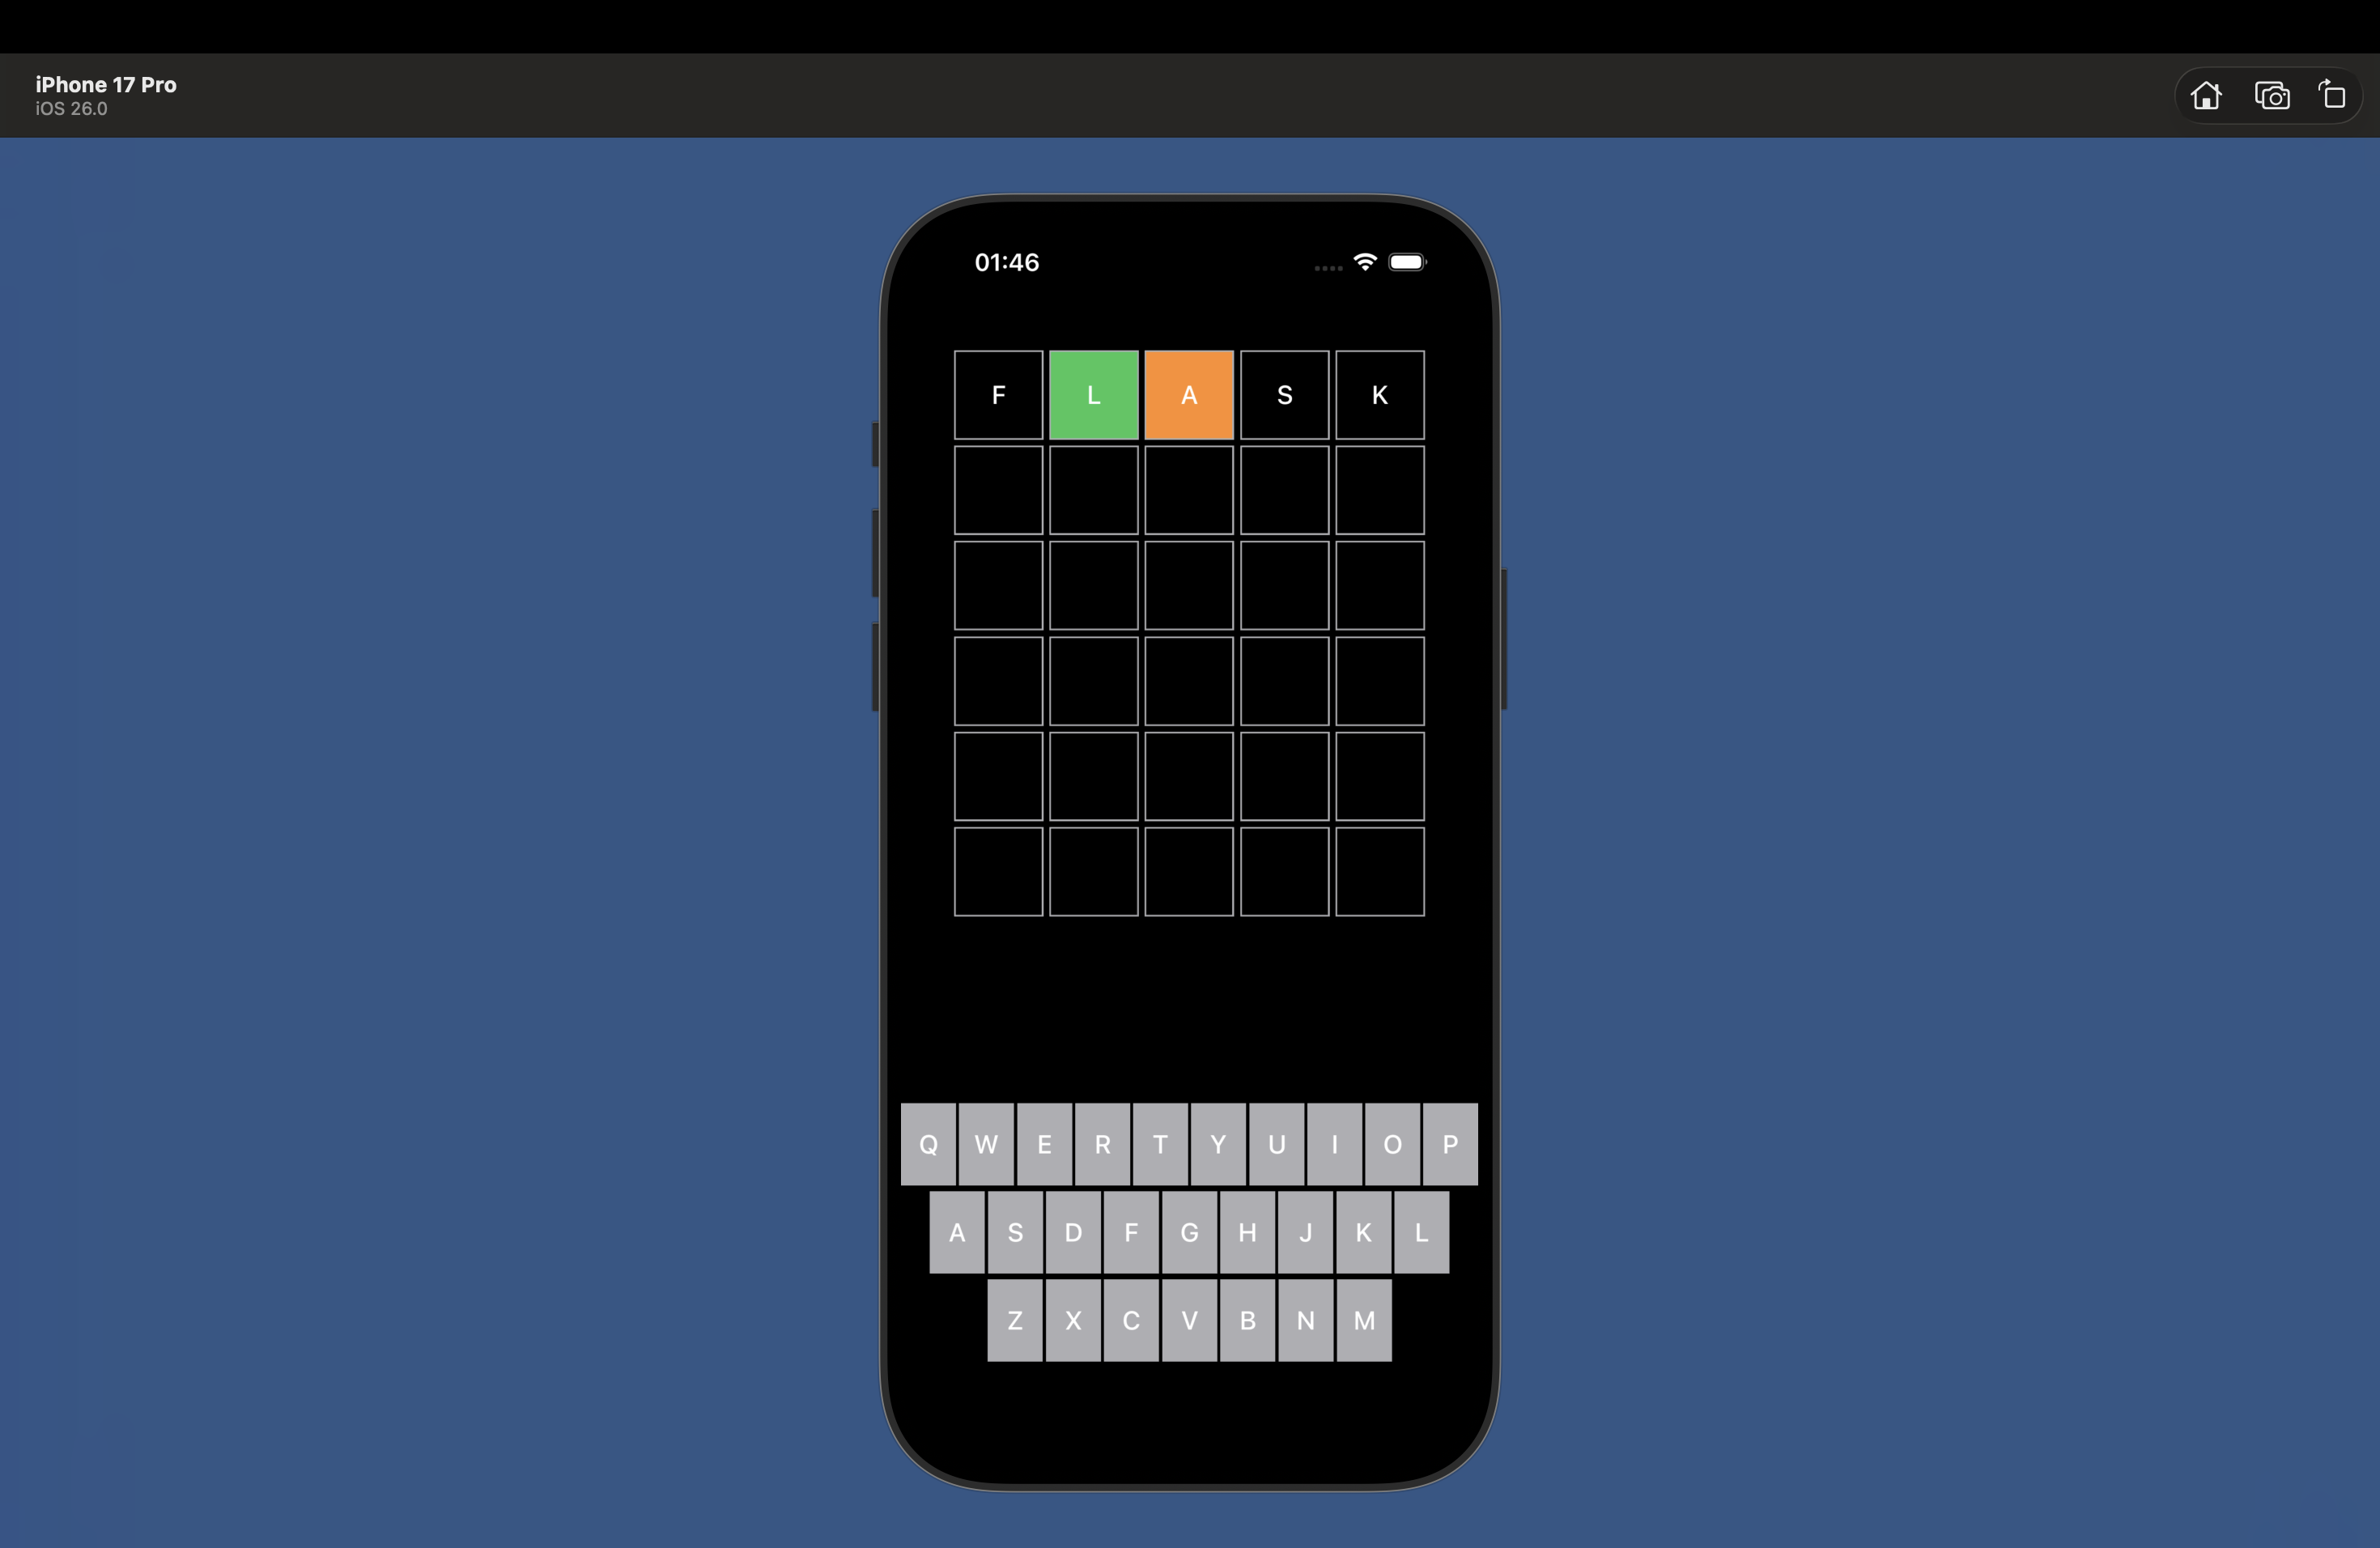 iPhone 17 Pro
iOS 26.0
01:46
F L A S K
Q W E R T Y U I O P
A S D F G H J K L
Z X C V B N M